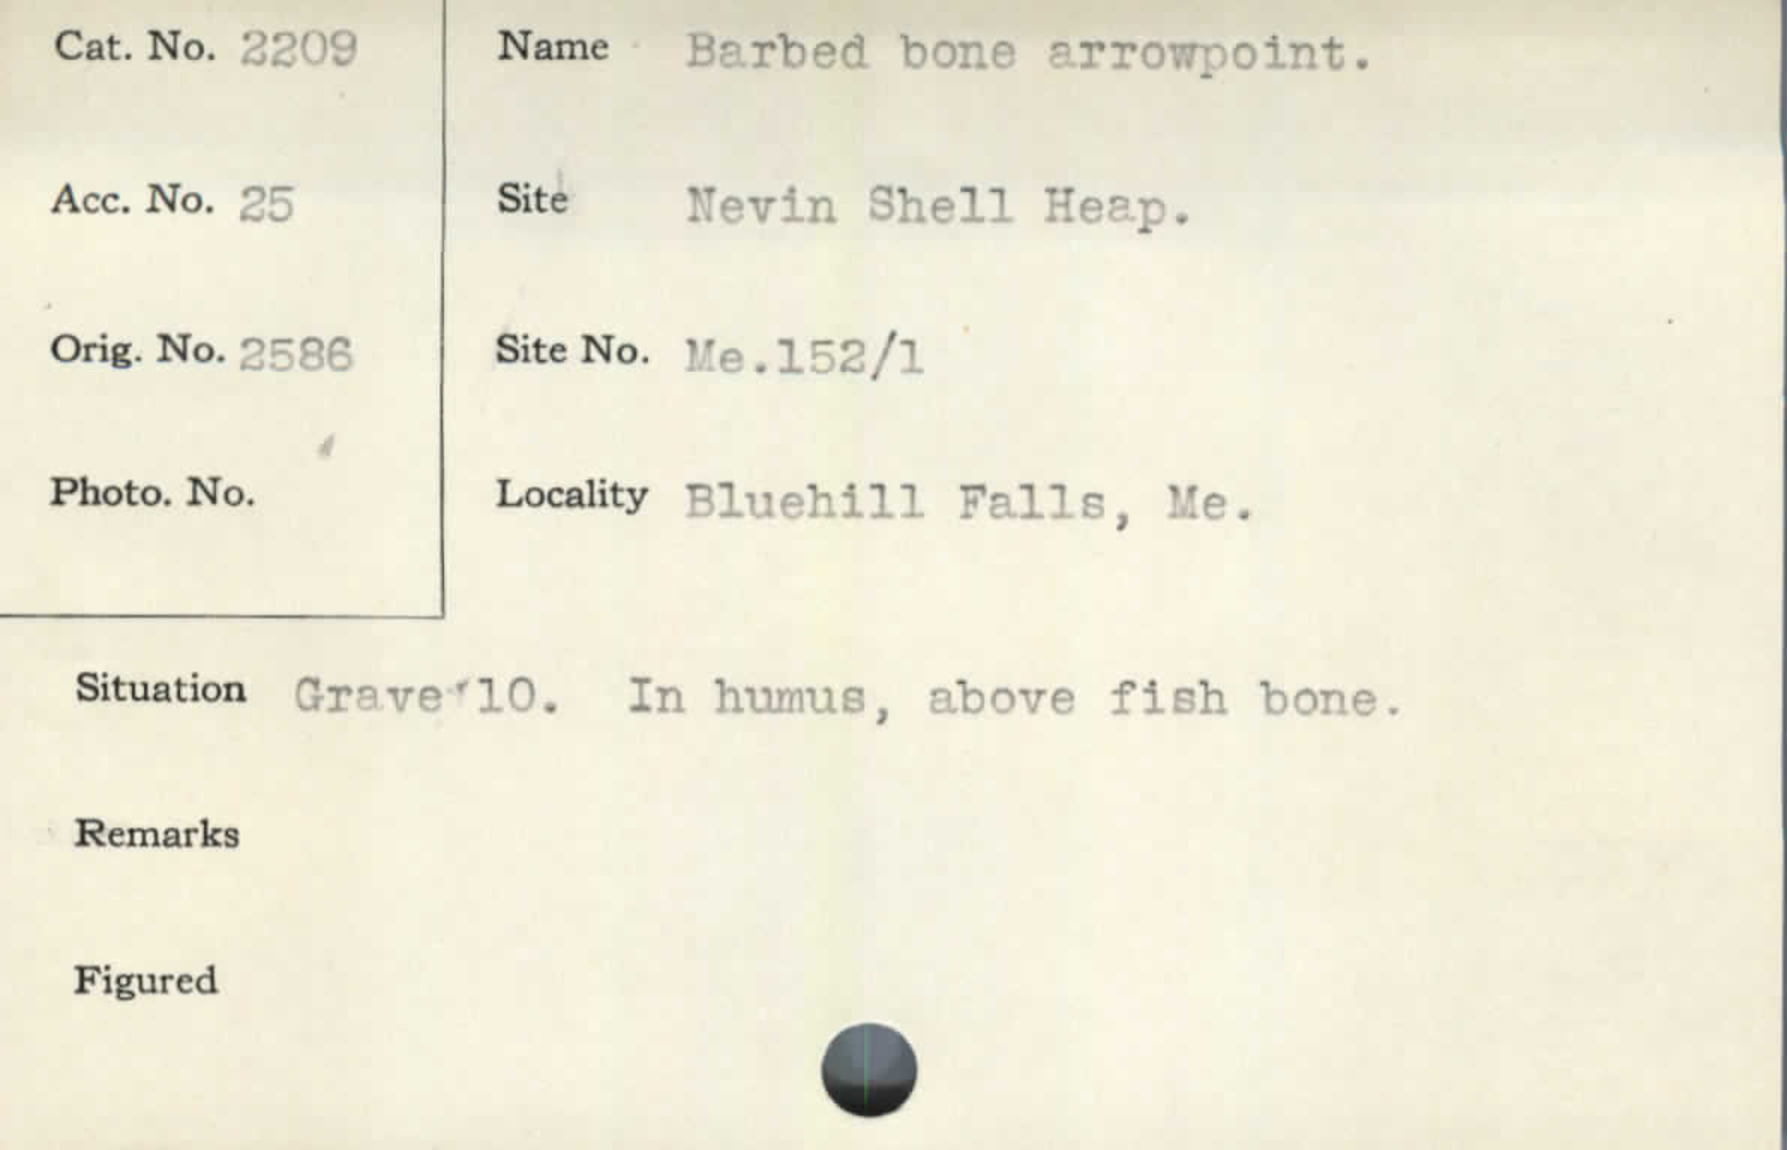 Cat. No. 2209
Name Barbed bone arrowpoint.
Acc. No. 25
Site Nevin Shell Heap.
Orig. No. 2586
Site No. Me.152/1
Photo. No.
Locality Bluehill Falls, Me.
Situation Grave 10. In humus, above fish bone.
Remarks
Figured